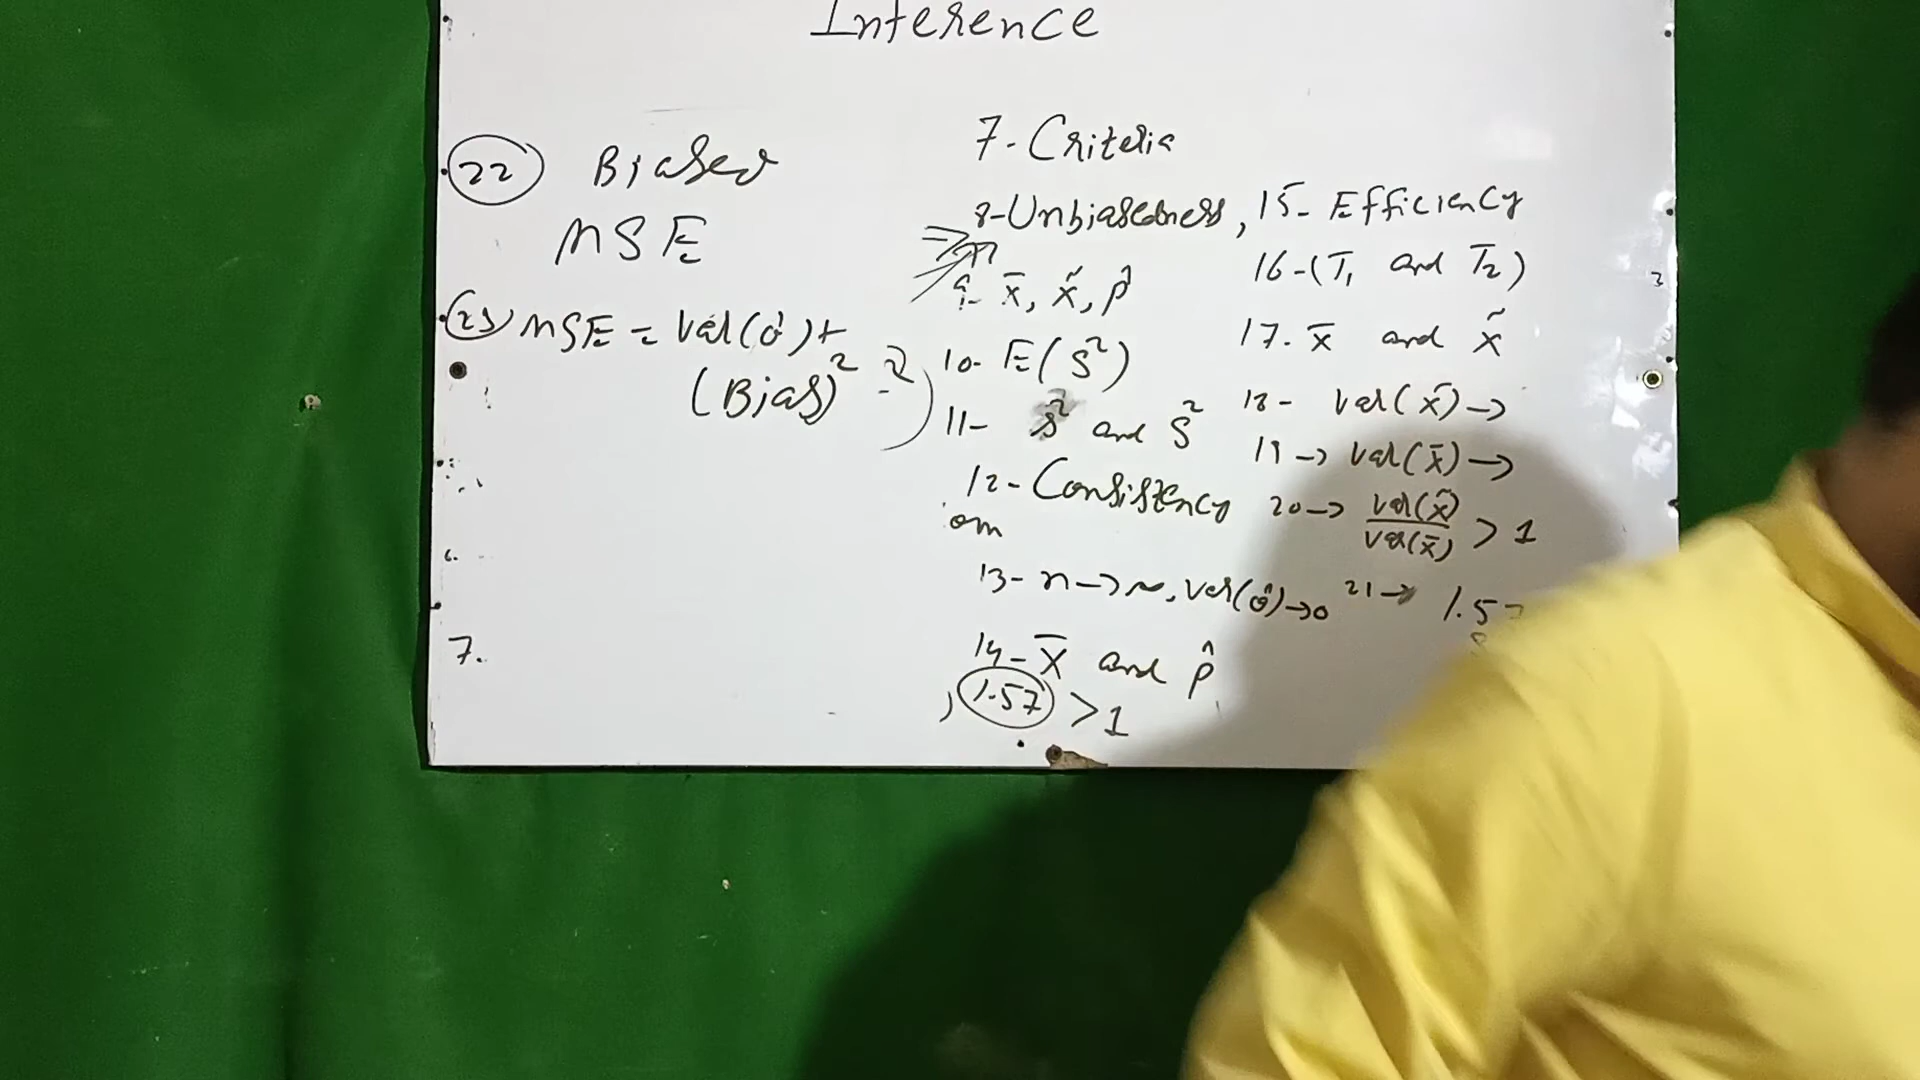 Inference
22 Biased
MSE
23) MSE = Var(θ̂) +
(Bias)²
7.
7- Criteria
8- Unbiasedness,
9- x̄, x̃, p̂
10- E(S²)
11- s² and S²
12- Consistency
13- n → ∞, Var(θ̂) → 0
14- X̄ and p̂
1.57 > 1
15- Efficiency
16- (T₁ and T₂)
17. x̄ and x̃
18- Var(x̄) →
19 → Var(x̃) →
20 → Var(x̃)/Var(x̄) > 1
21 → 1.57